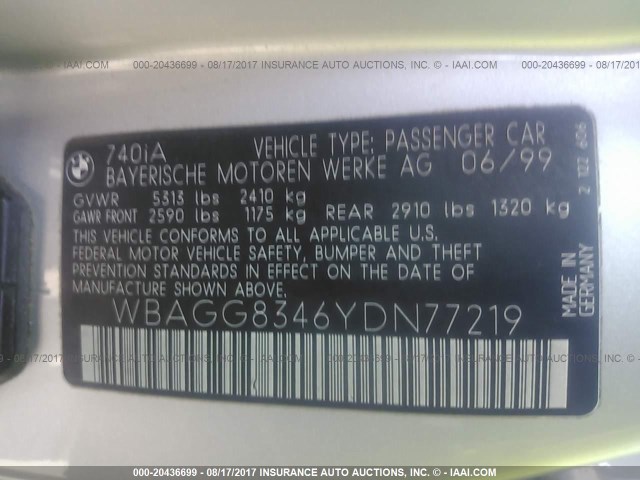 000-20436699 - 08/17/2017 INSURANCE AUTO AUCTIONS, INC. © - IAAI.COM
740iA VEHICLE TYPE: PASSENGER CAR
BAYERISCHE MOTOREN WERKE AG 06/99
GVWR 5313 lbs 2410 kg
GAWR FRONT 2590 lbs 1175 kg REAR 2910 lbs 1320 kg
THIS VEHICLE CONFORMS TO ALL APPLICABLE U.S.
FEDERAL MOTOR VEHICLE SAFETY, BUMPER AND THEFT
PREVENTION STANDARDS IN EFFECT ON THE DATE OF
MANUFACTURE SHOWN ABOVE.
WBAGG8346YDN77219
MADE IN
GERMANY
2 122 606
000-20436699 - 08/17/2017 INSURANCE AUTO AUCTIONS, INC. © - IAAI.COM